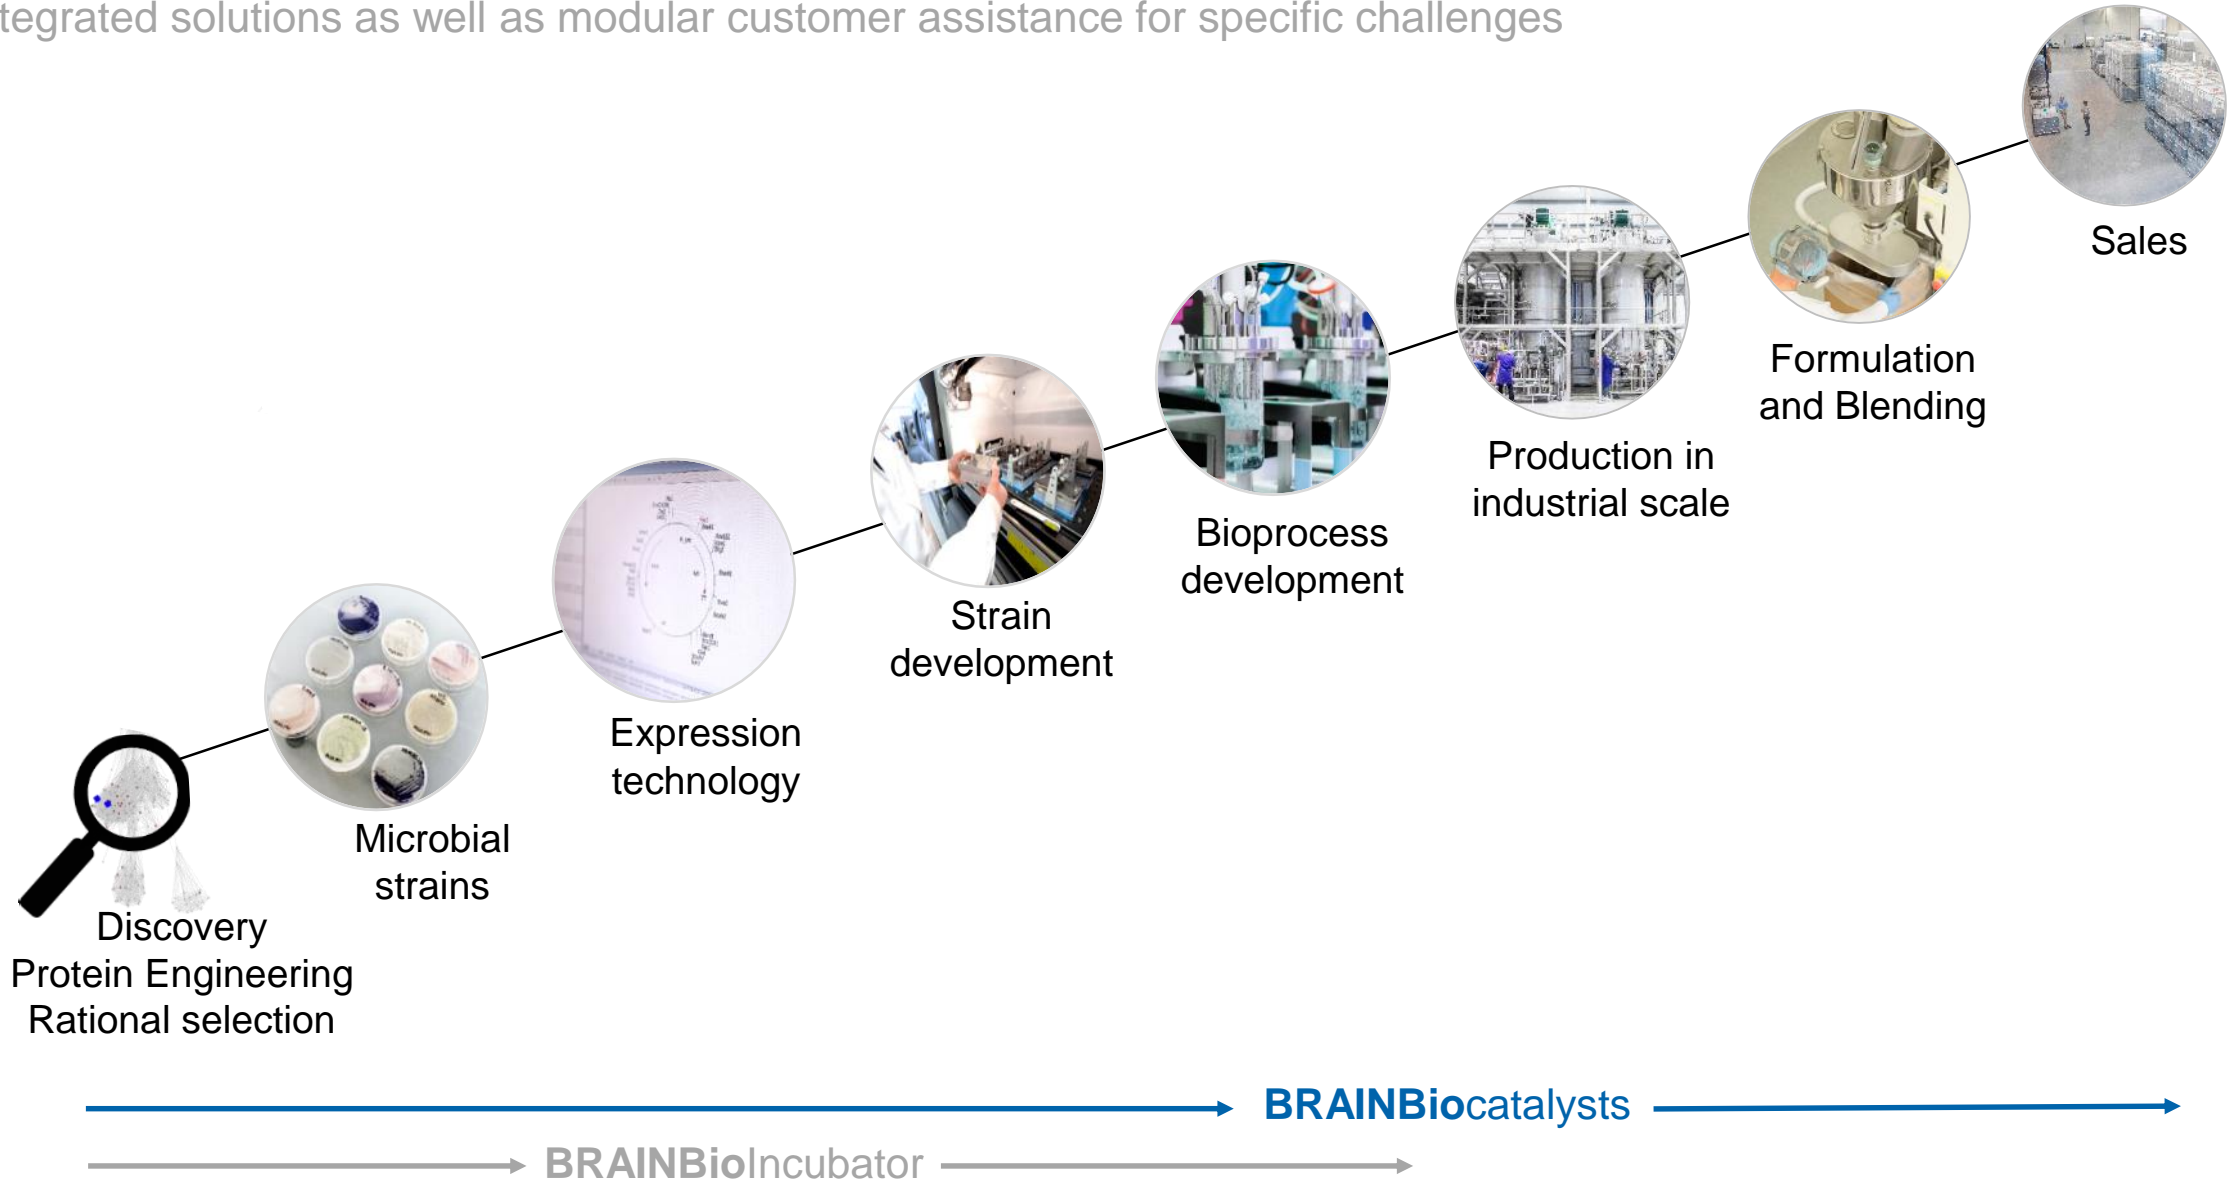 tegrated solutions as well as modular customer assistance for specific challenges
Sales
Formulation
and Blending
Production in
industrial scale
Bioprocess
development
Strain
development
Expression
technology
Microbial
strains
Discovery
Protein Engineering
Rational selection
BRAINBiocatalysts
BRAINBioIncubator